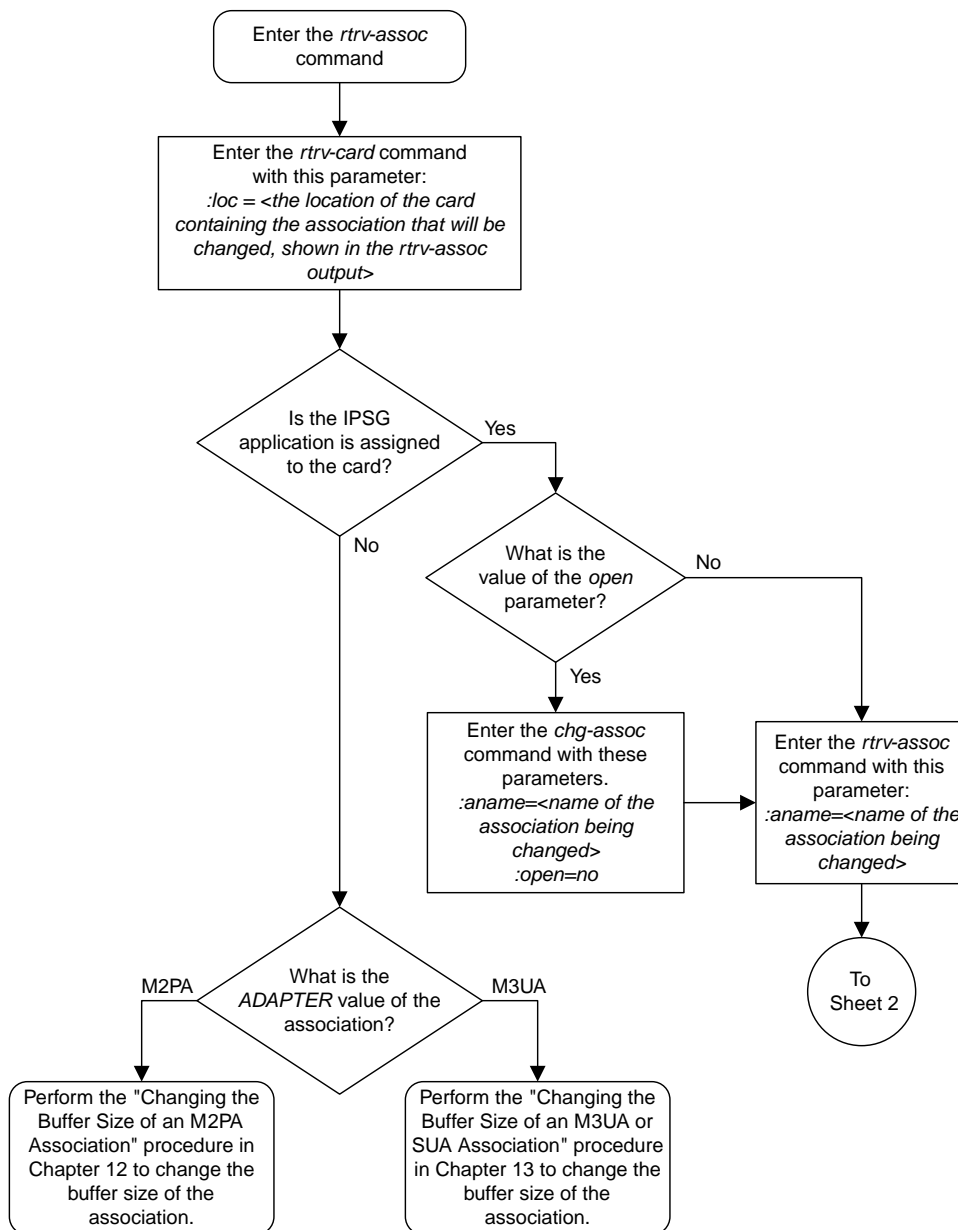 Enter the rtrv-assoc
command
Enter the rtrv-card command
with this parameter:
:loc = <the location of the card
containing the association that will be
changed, shown in the rtrv-assoc
output>
Is the IPSG
application is assigned
to the card?
Yes
No
What is the
value of the open
parameter?
No
Yes
Enter the chg-assoc
command with these
parameters.
:aname=<name of the
association being
changed>
:open=no
Enter the rtrv-assoc
command with this
parameter:
:aname=<name of the
association being
changed>
To
Sheet 2
What is the
ADAPTER value of the
association?
M2PA
M3UA
Perform the "Changing the
Buffer Size of an M2PA
Association" procedure in
Chapter 12 to change the
buffer size of the
association.
Perform the "Changing the
Buffer Size of an M3UA or
SUA Association" procedure
in Chapter 13 to change the
buffer size of the
association.